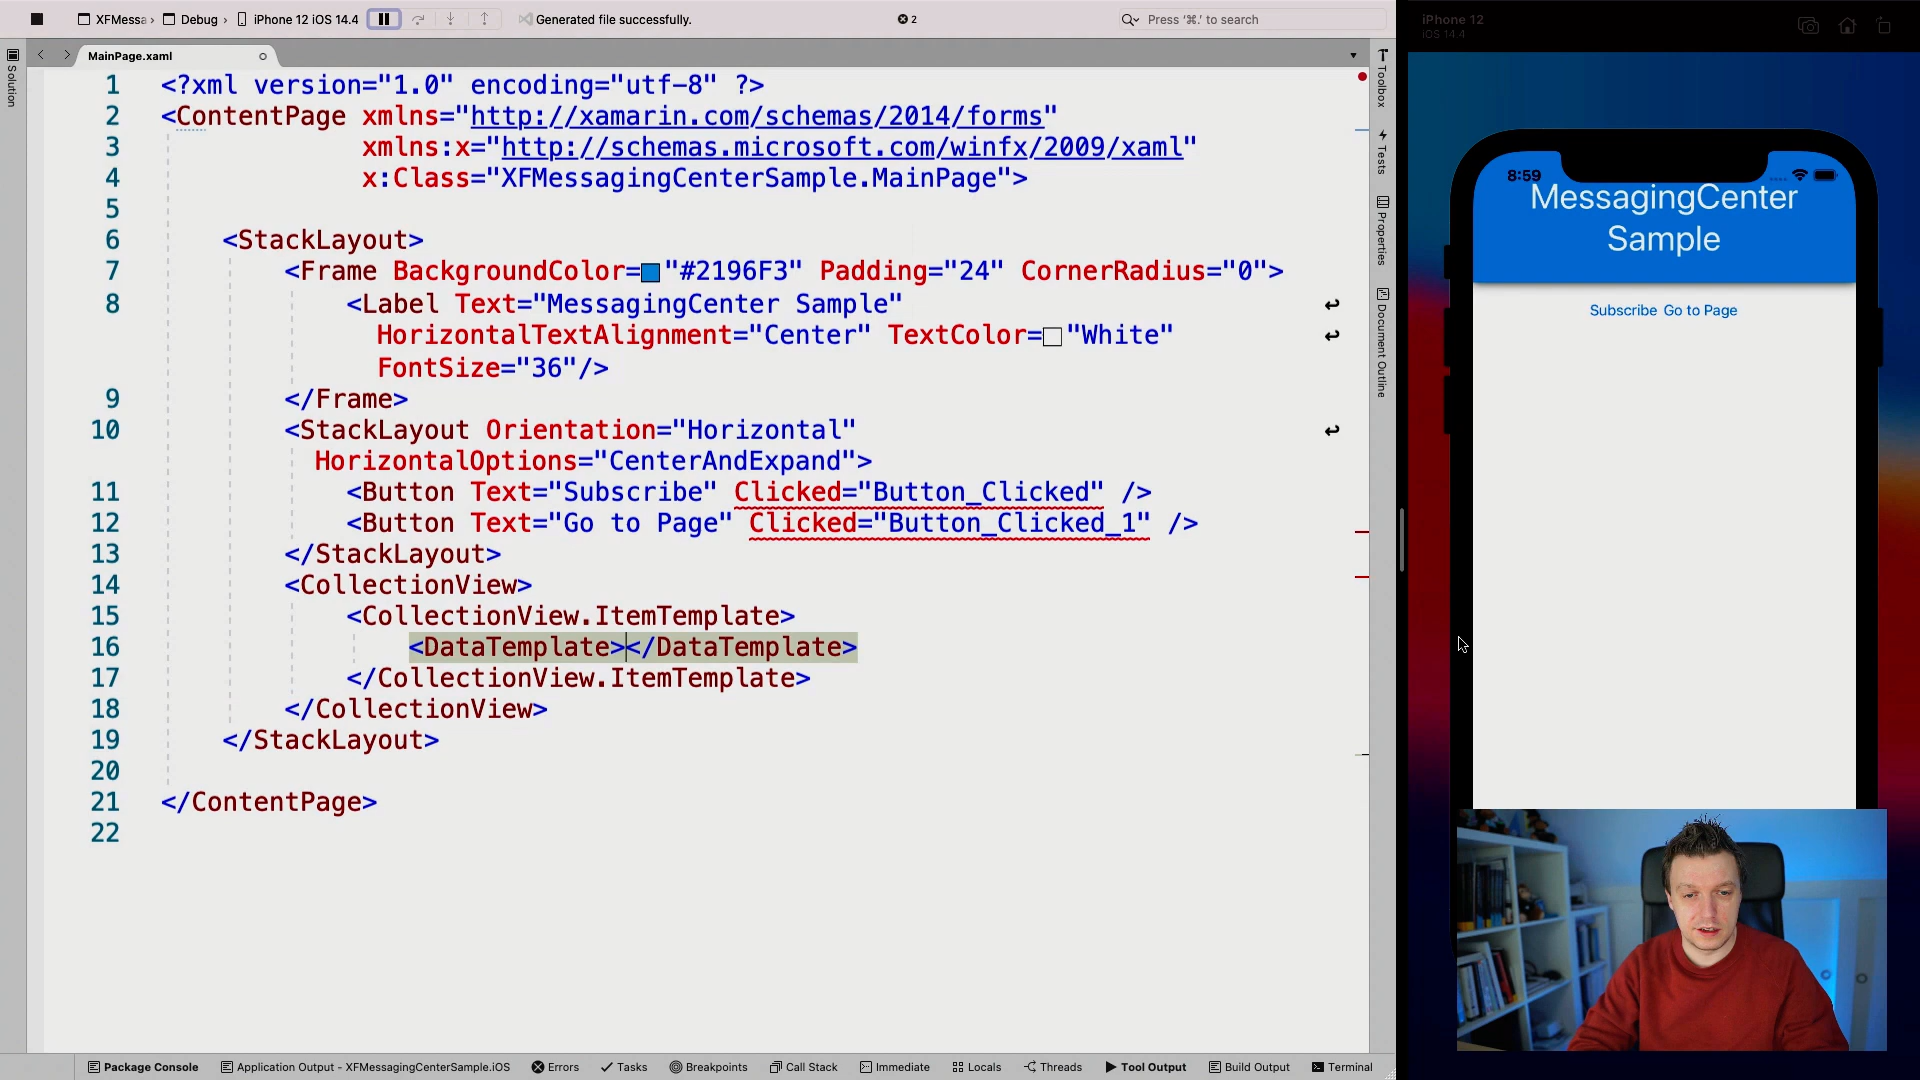 XFMessa
Debug
iPhone 12 iOS 14.4
Generated file successfully.
2
Press '⌘.' to search
iPhone 12
iOS 14.4
MainPage.xaml
Solution
Toolbox
Tests
Properties
Document Outline
1 <?xml version="1.0" encoding="utf-8" ?>
2 <ContentPage xmlns="http://xamarin.com/schemas/2014/forms"
3 xmlns:x="http://schemas.microsoft.com/winfx/2009/xaml"
4 x:Class="XFMessagingCenterSample.MainPage">
5
6 <StackLayout>
7 <Frame BackgroundColor="#2196F3" Padding="24" CornerRadius="0">
8 <Label Text="MessagingCenter Sample"
HorizontalTextAlignment="Center" TextColor="White"
FontSize="36"/>
9 </Frame>
10 <StackLayout Orientation="Horizontal"
HorizontalOptions="CenterAndExpand">
11 <Button Text="Subscribe" Clicked="Button_Clicked" />
12 <Button Text="Go to Page" Clicked="Button_Clicked_1" />
13 </StackLayout>
14 <CollectionView>
15 <CollectionView.ItemTemplate>
16 <DataTemplate></DataTemplate>
17 </CollectionView.ItemTemplate>
18 </CollectionView>
19 </StackLayout>
20
21 </ContentPage>
22
8:59
MessagingCenter
Sample
Subscribe Go to Page
Package Console
Application Output - XFMessagingCenterSample.iOS
Errors
Tasks
Breakpoints
Call Stack
Immediate
Locals
Threads
Tool Output
Build Output
Terminal